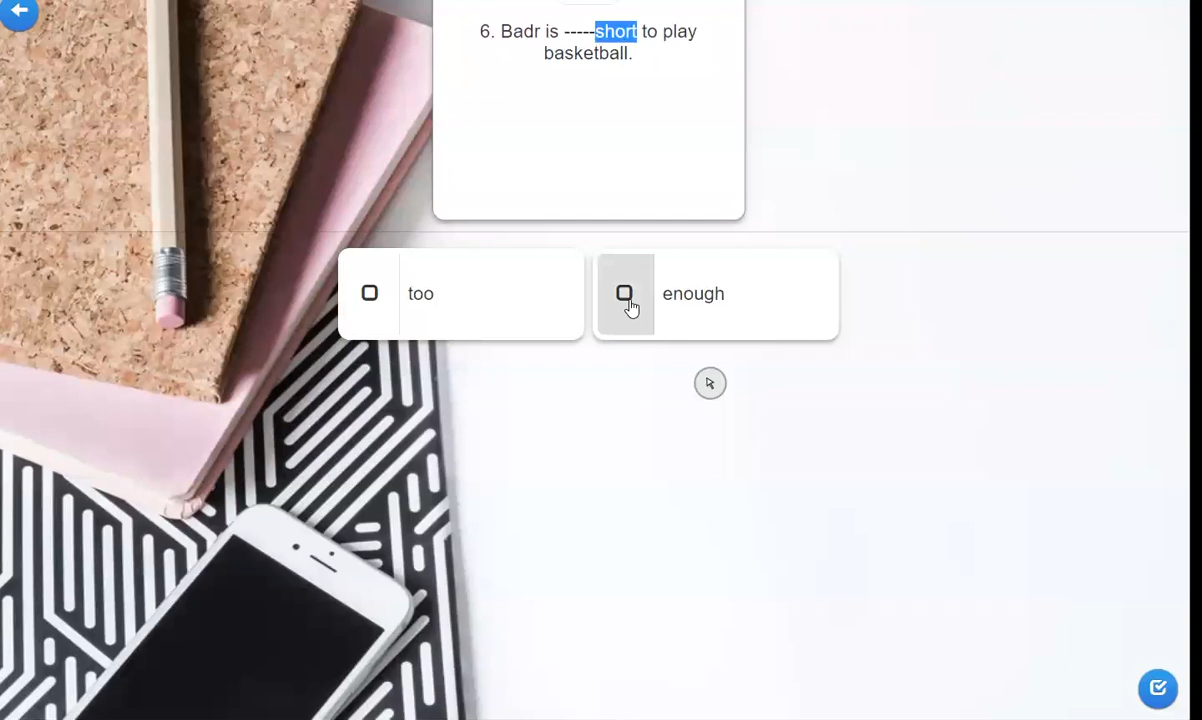 6. Badr is -----short to play
basketball.
too
enough